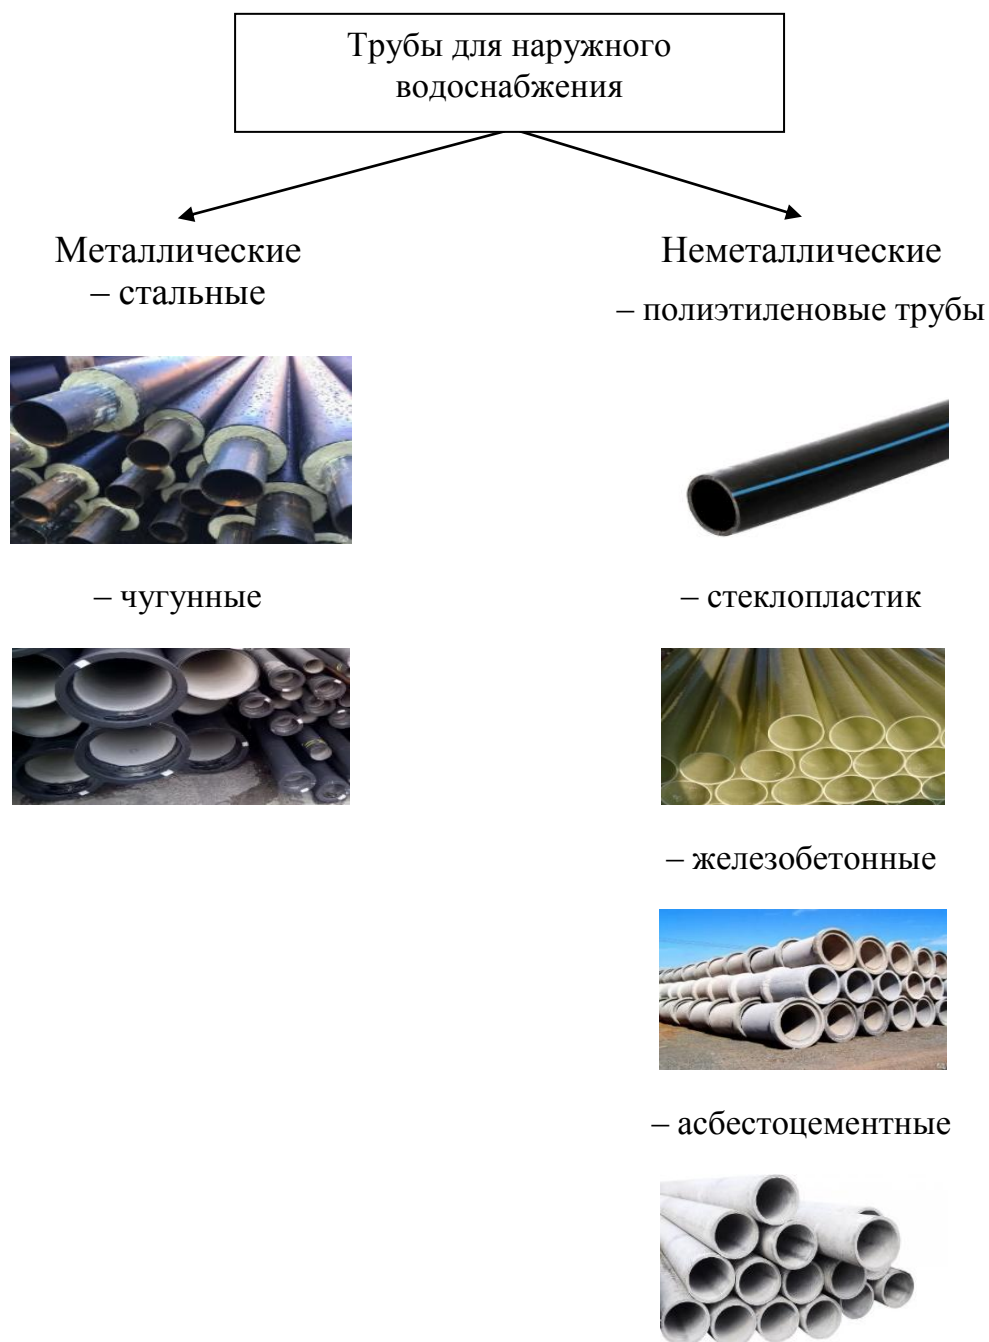 Трубы для наружного
водоснабжения
Металлические
– стальные
– чугунные
Неметаллические
– полиэтиленовые трубы
– стеклопластик
– железобетонные
– асбестоцементные